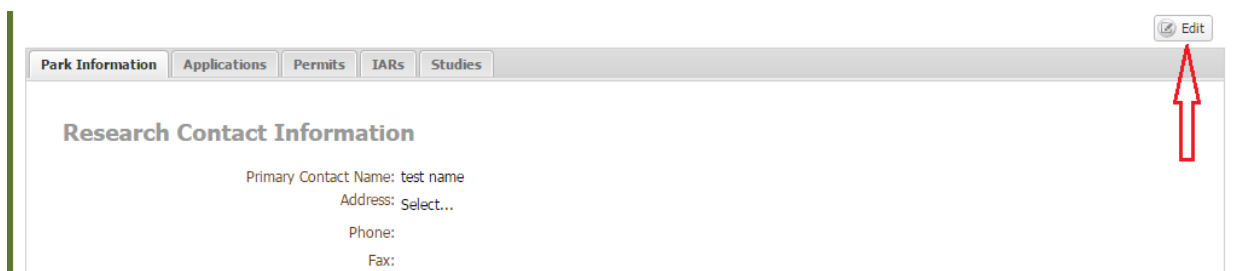 Edit
Park Information Applications Permits IARs Studies
Research Contact Information
Primary Contact Name: test name
Address: Select...
Phone:
Fax: